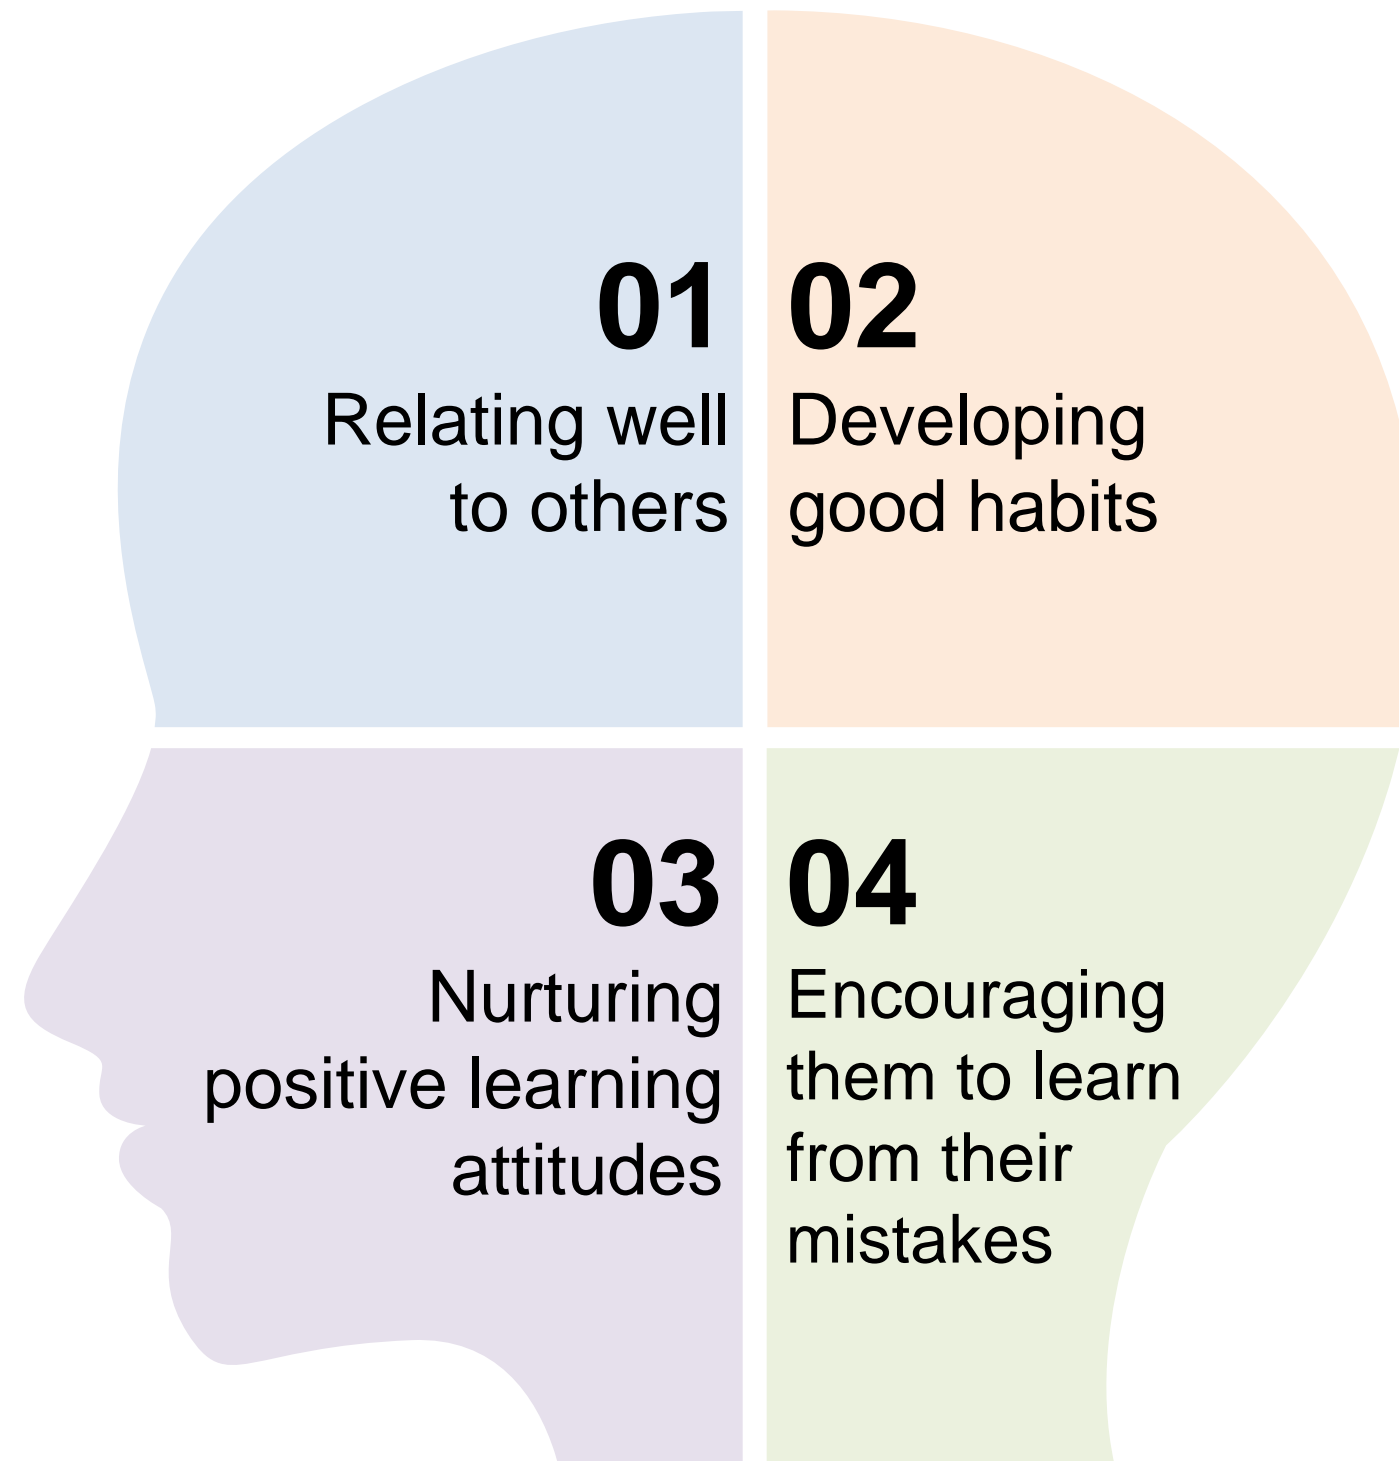 01
Relating well
to others
02
Developing
good habits
03
Nurturing
positive learning
attitudes
04
Encouraging
them to learn
from their
mistakes